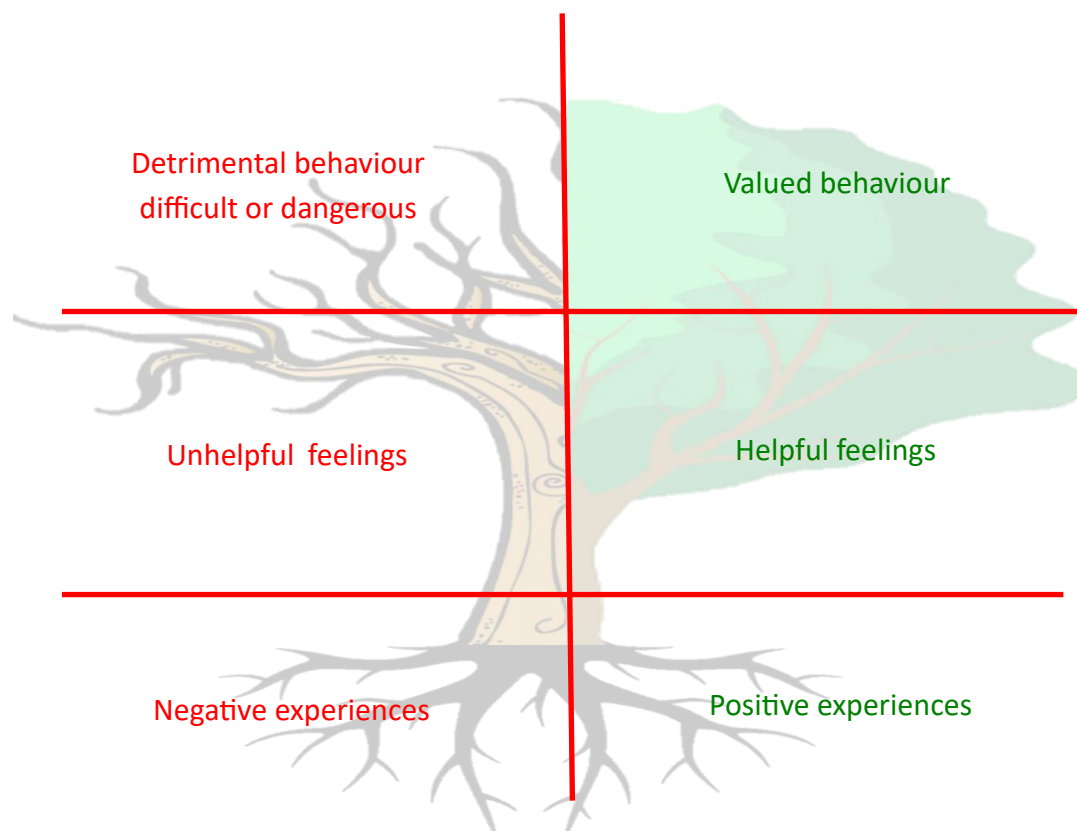 Detrimental behaviour
difficult or dangerous
Valued behaviour
Unhelpful feelings
Helpful feelings
Negative experiences
Positive experiences